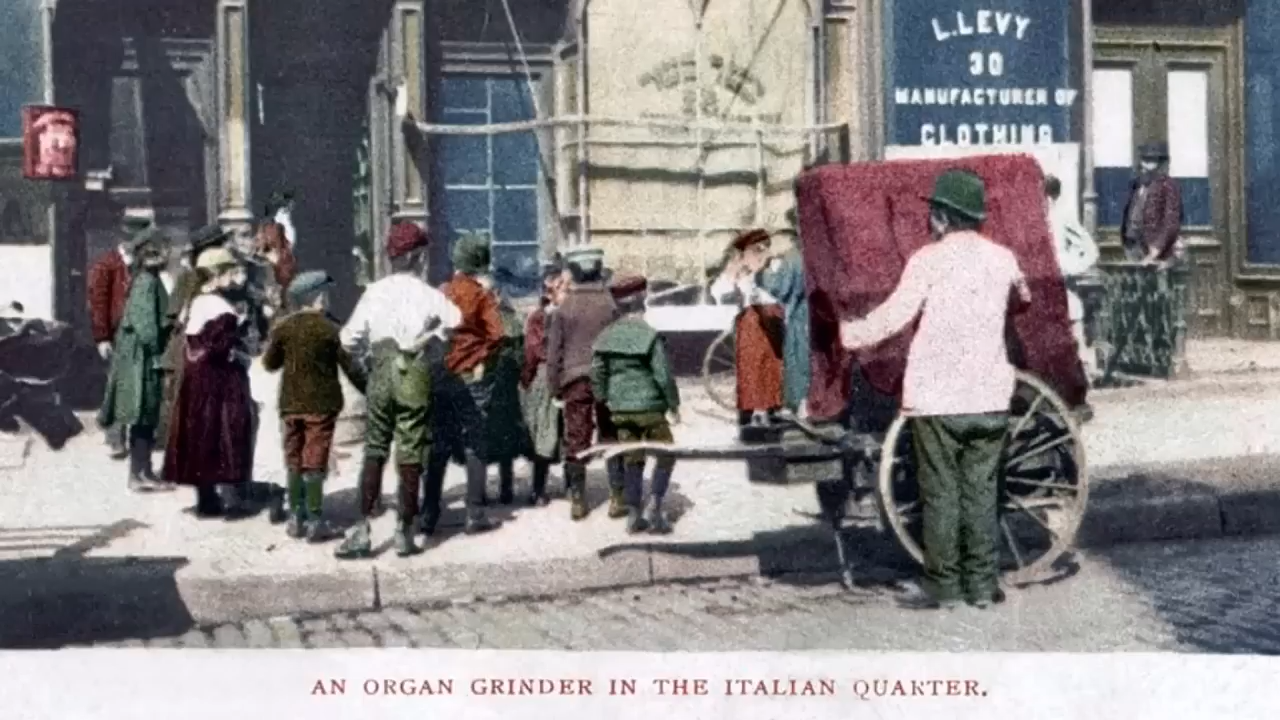 L. LEVY
30
MANUFACTURER OF
CLOTHING
AN ORGAN GRINDER IN THE ITALIAN QUARTER.